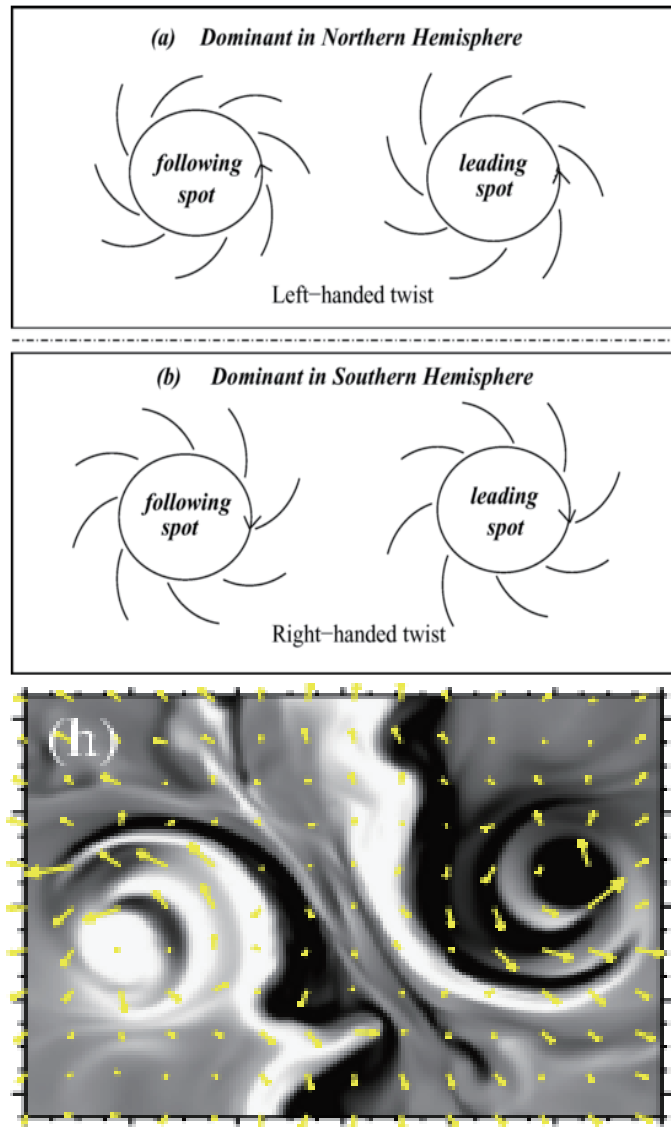 (a) Dominant in Northern Hemisphere
following
spot
leading
spot
Left−handed twist
(b) Dominant in Southern Hemisphere
following
spot
leading
spot
Right−handed twist
(h)